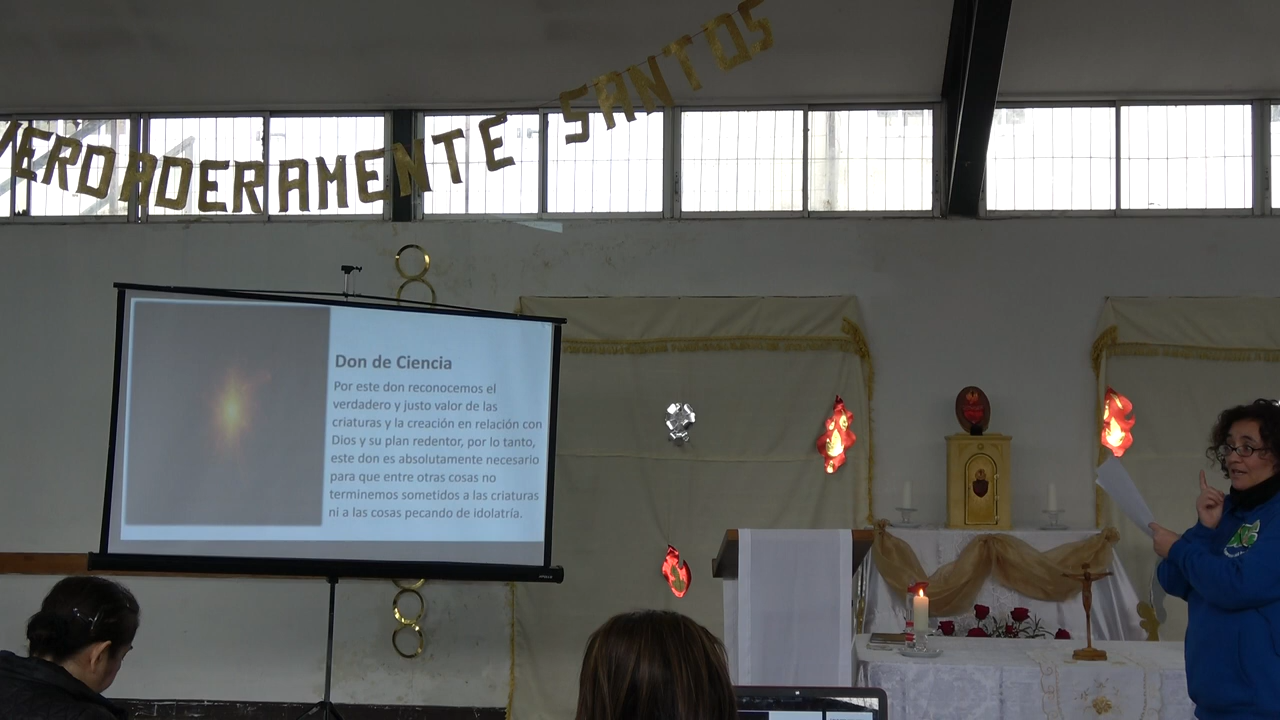 VERDADERAMENTE SANTOS
Don de Ciencia
Por este don reconocemos el
verdadero y justo valor de las
criaturas y la creación en relación con
Dios y su plan redentor, por lo tanto,
este don es absolutamente necesario
para que entre otras cosas no
terminemos sometidos a las criaturas
ni a las cosas pecando de idolatría.